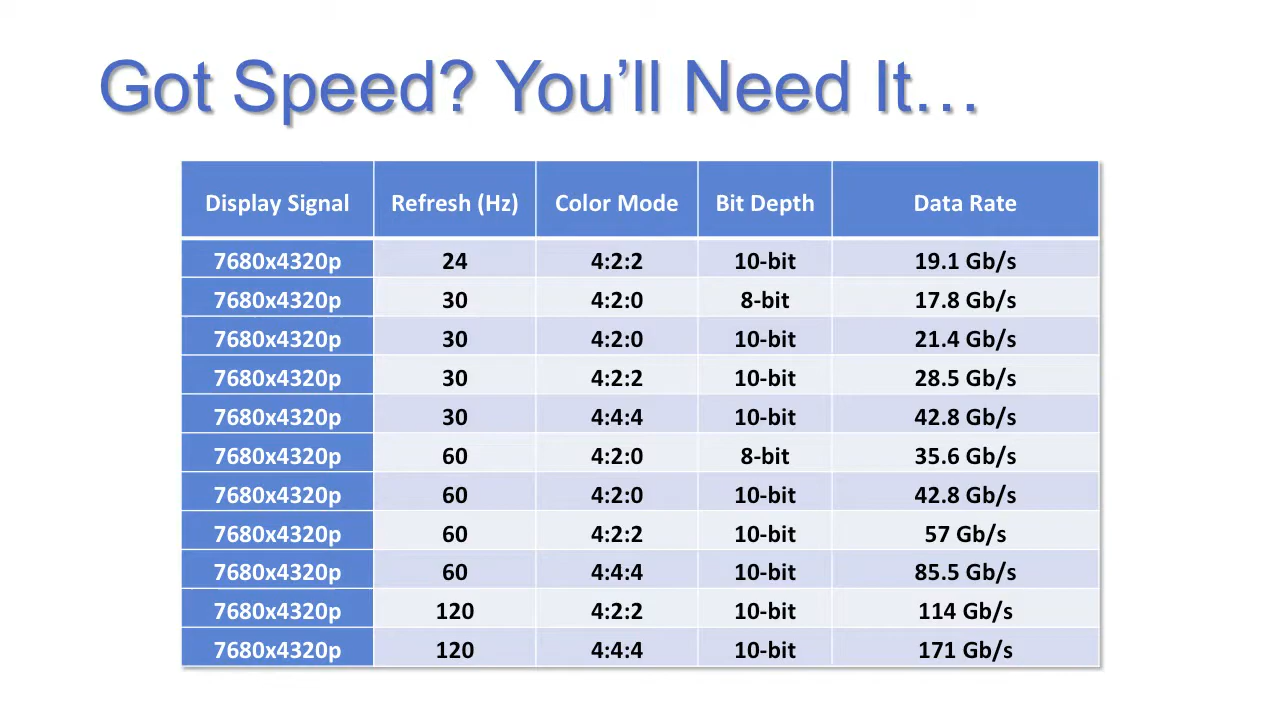 Got Speed? You’ll Need It…
Display Signal Refresh (Hz) Color Mode Bit Depth Data Rate
7680x4320p 24 4:2:2 10-bit 19.1 Gb/s
7680x4320p 30 4:2:0 8-bit 17.8 Gb/s
7680x4320p 30 4:2:0 10-bit 21.4 Gb/s
7680x4320p 30 4:2:2 10-bit 28.5 Gb/s
7680x4320p 30 4:4:4 10-bit 42.8 Gb/s
7680x4320p 60 4:2:0 8-bit 35.6 Gb/s
7680x4320p 60 4:2:0 10-bit 42.8 Gb/s
7680x4320p 60 4:2:2 10-bit 57 Gb/s
7680x4320p 60 4:4:4 10-bit 85.5 Gb/s
7680x4320p 120 4:2:2 10-bit 114 Gb/s
7680x4320p 120 4:4:4 10-bit 171 Gb/s